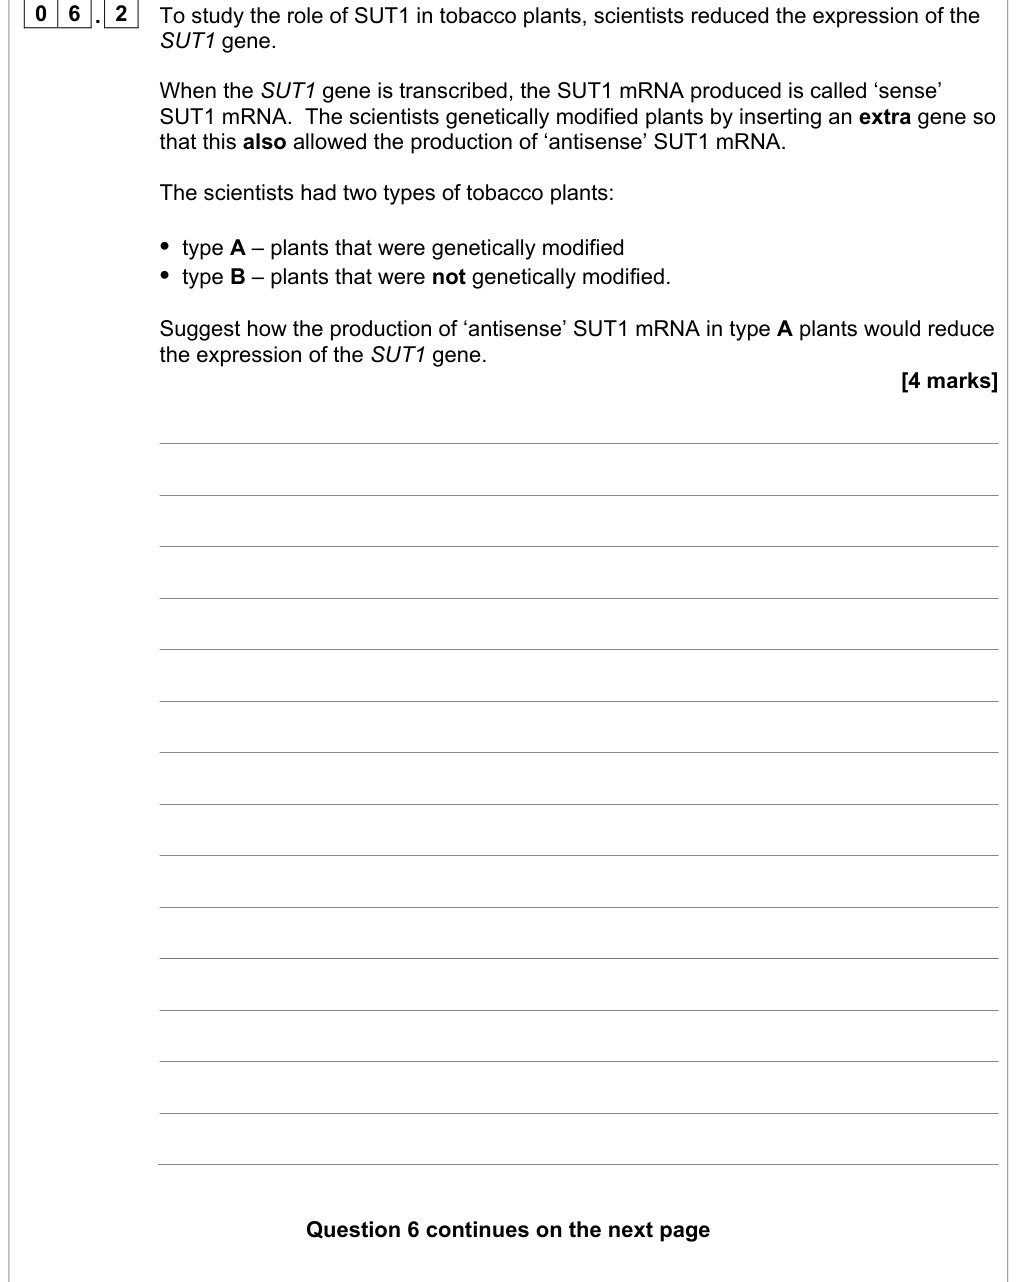 0 6 . 2 To study the role of SUT1 in tobacco plants, scientists reduced the expression of the
SUT1 gene.
When the SUT1 gene is transcribed, the SUT1 mRNA produced is called ‘sense’
SUT1 mRNA. The scientists genetically modified plants by inserting an extra gene so
that this also allowed the production of ‘antisense’ SUT1 mRNA.
The scientists had two types of tobacco plants:
• type A – plants that were genetically modified
• type B – plants that were not genetically modified.
Suggest how the production of ‘antisense’ SUT1 mRNA in type A plants would reduce
the expression of the SUT1 gene.
[4 marks]
Question 6 continues on the next page